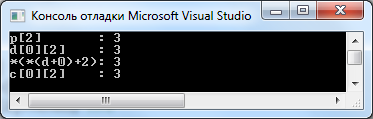 Консоль отладки Microsoft Visual Studio
p[2]       : 3
d[0][2]    : 3
*(*(d+0)+2): 3
c[0][2]    : 3